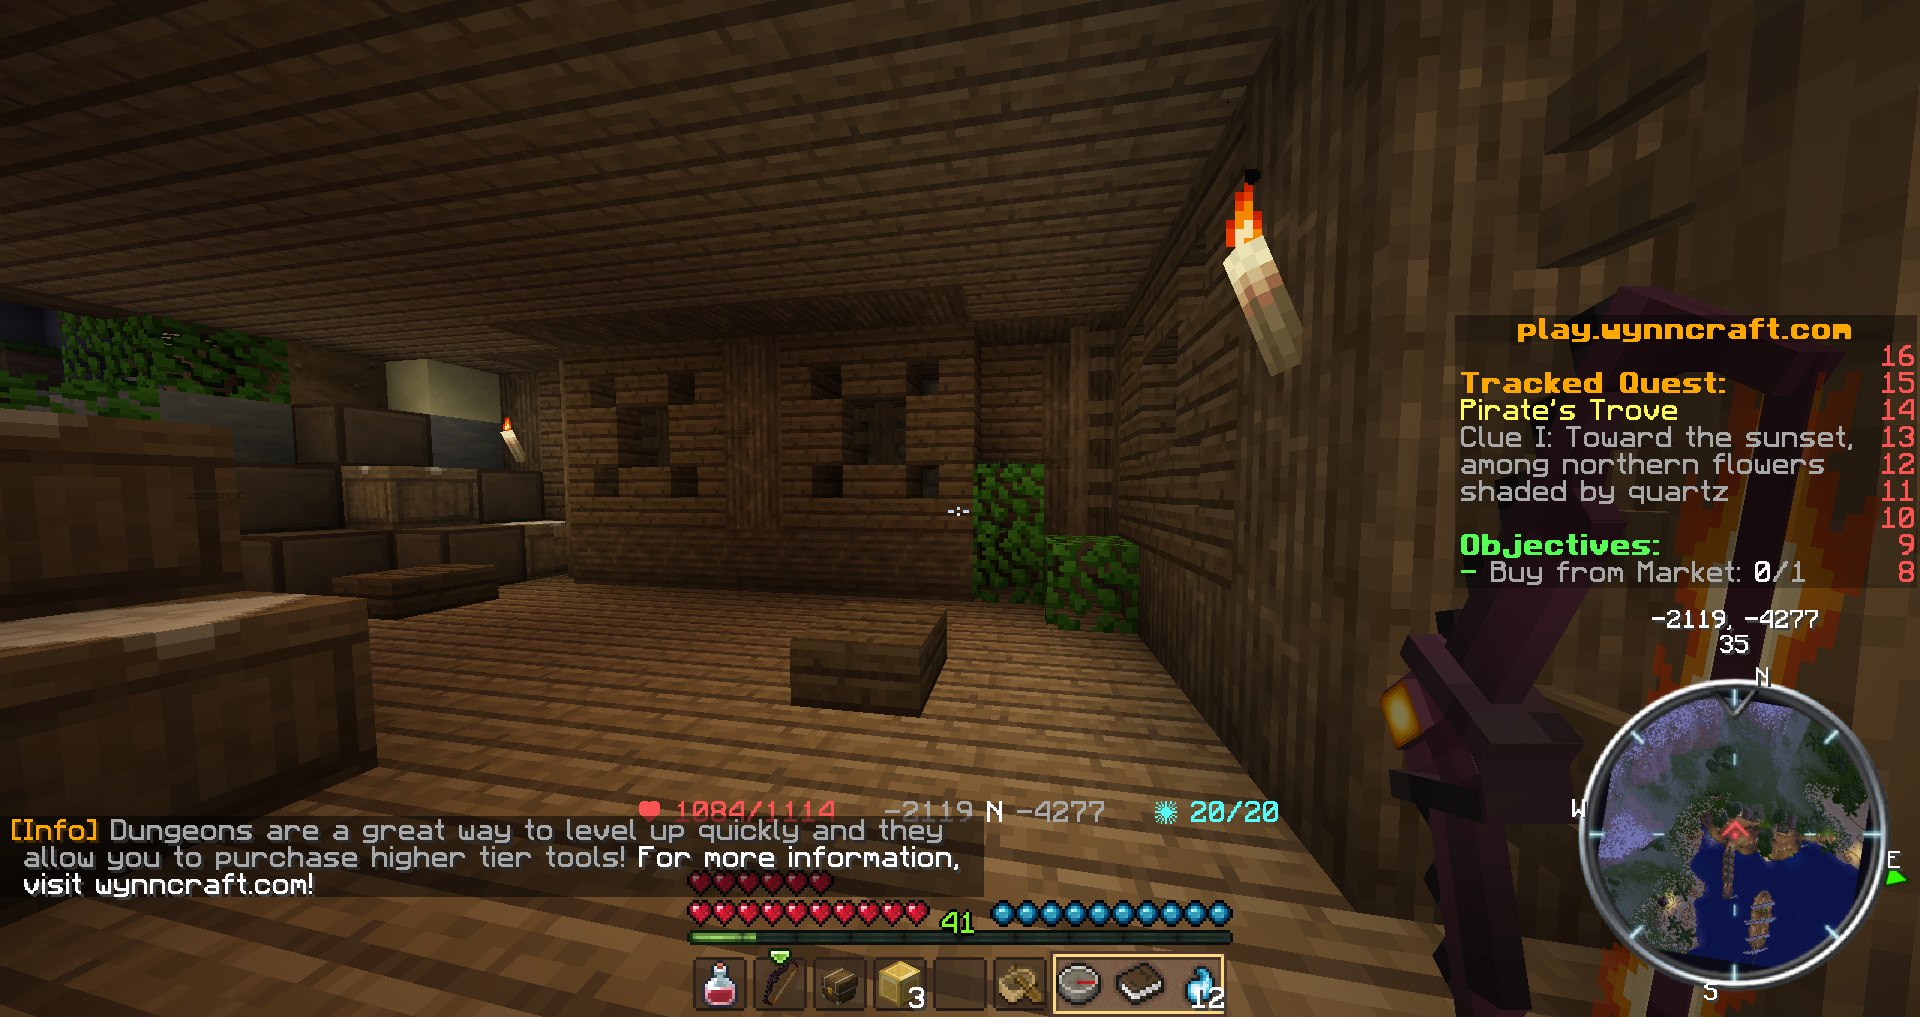 play.wynncraft.com
16
Tracked Quest: 15
Pirate's Trove 14
Clue I: Toward the sunset, 13
among northern flowers 12
shaded by quartz 11
10
Objectives: 9
- Buy from Market: 0/1 8
-2119, -4277
35
N
W
E
S
1084/1114 -2119 N -4277 20/20
[Info] Dungeons are a great way to level up quickly and they
allow you to purchase higher tier tools! For more information,
visit wynncraft.com!
41
3
12